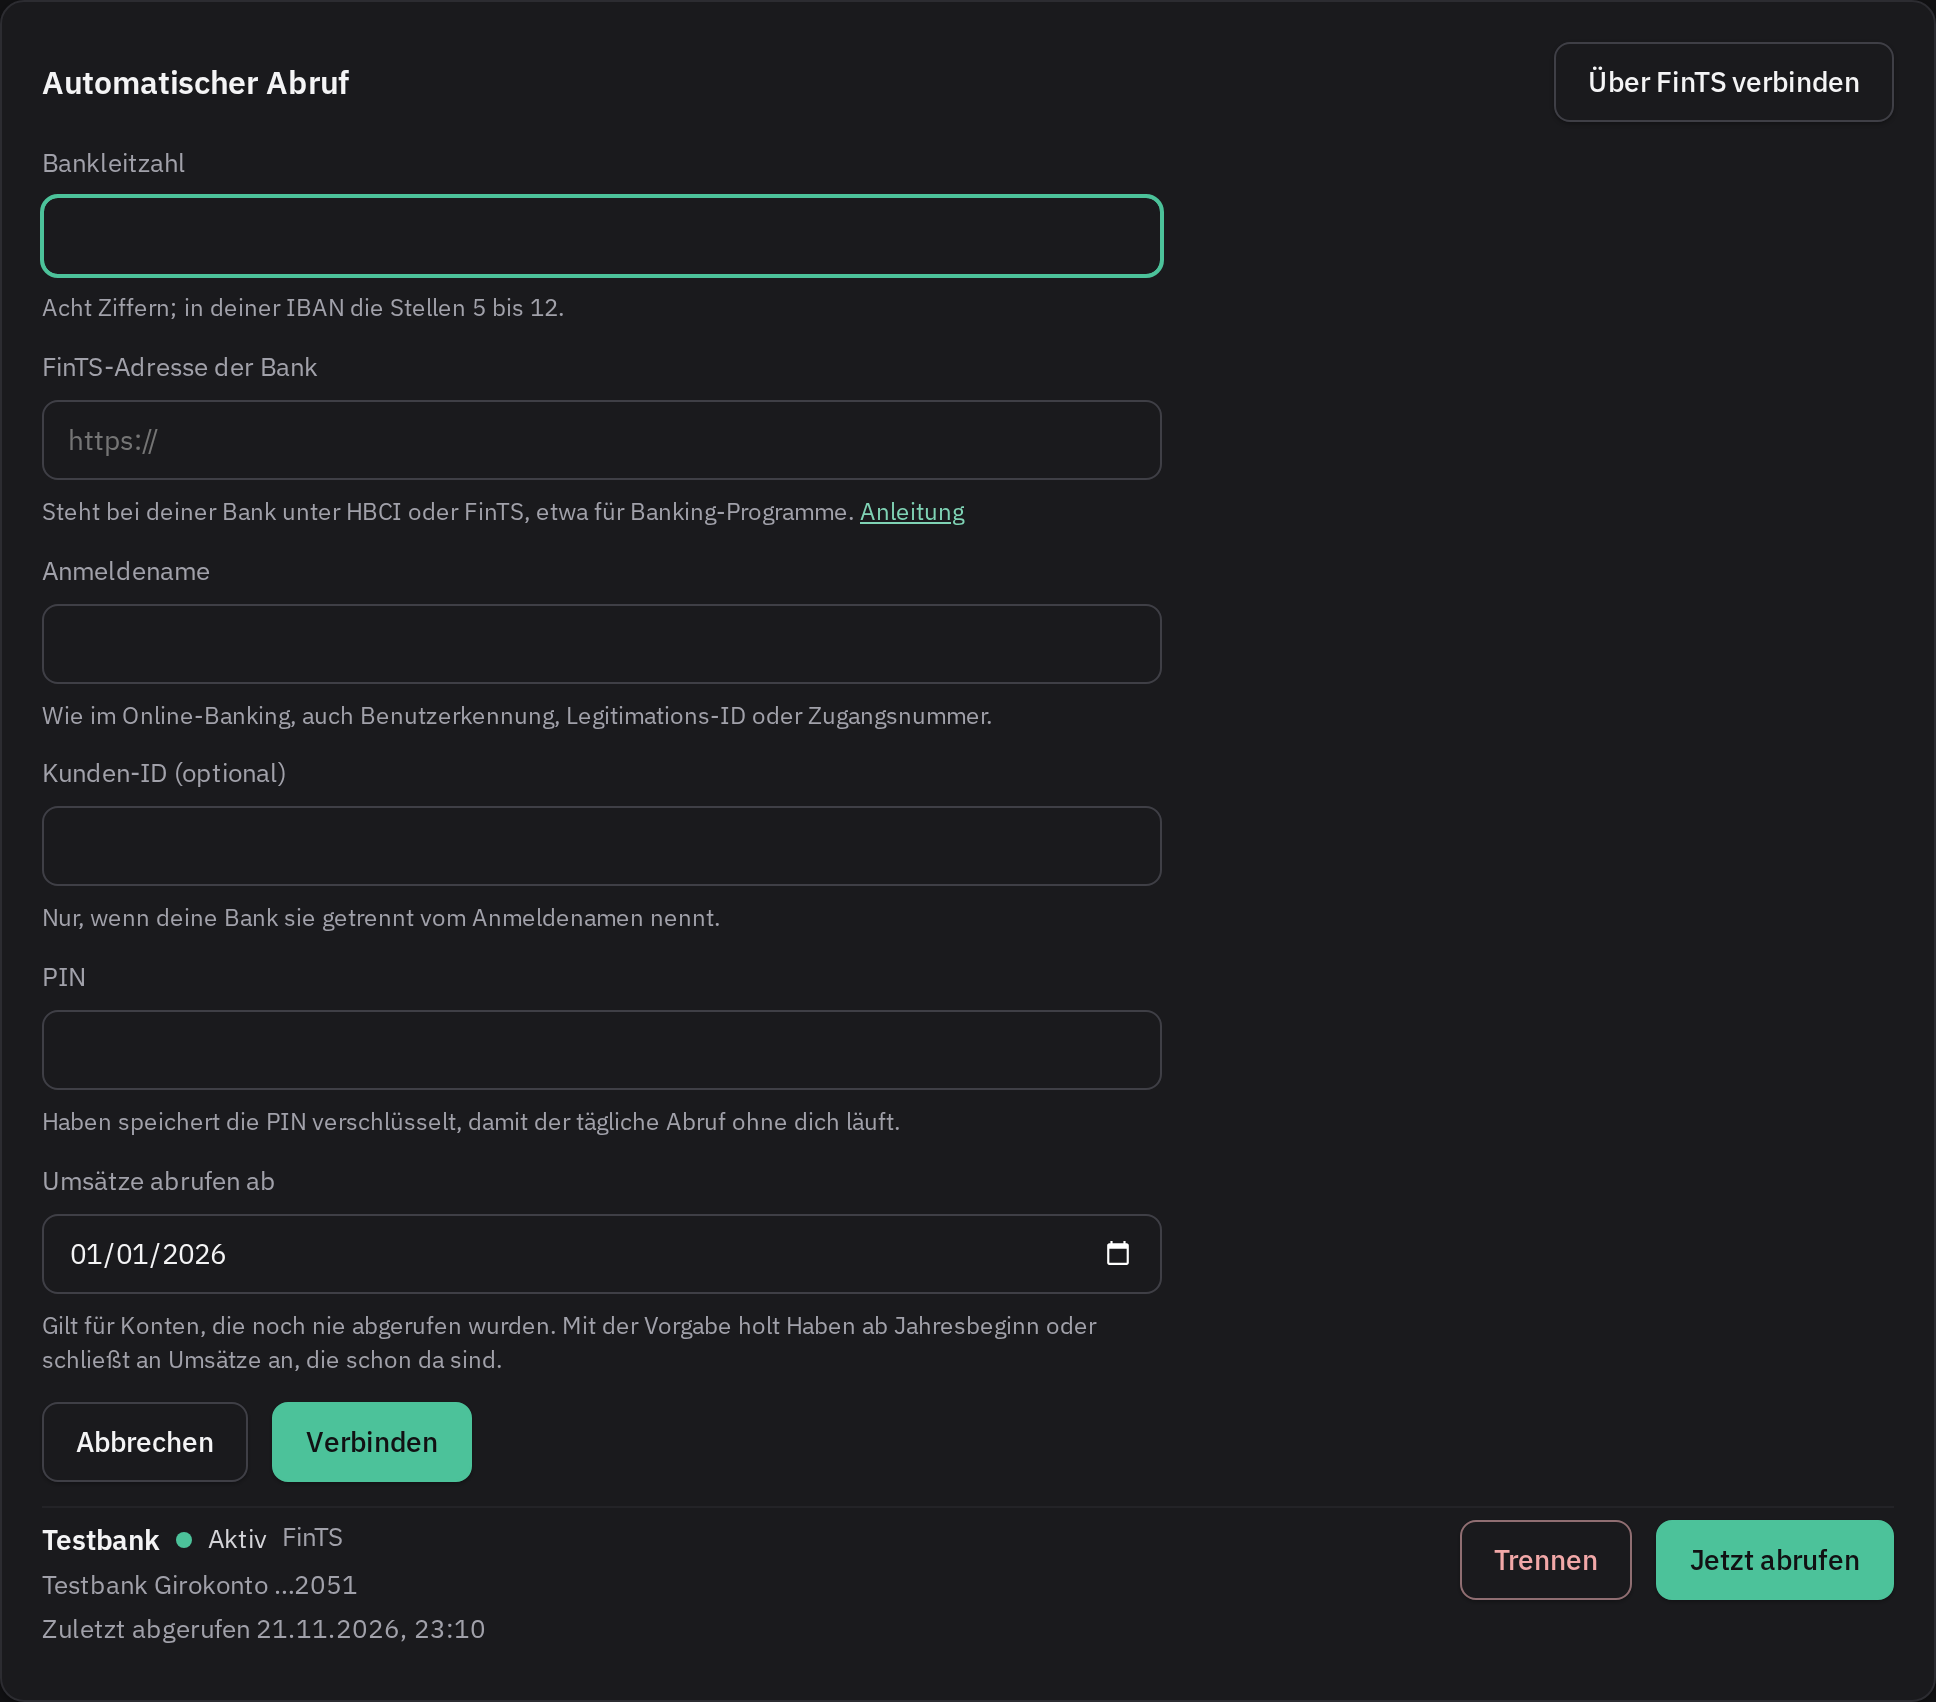 Automatischer Abruf
Über FinTS verbinden
Bankleitzahl
Acht Ziffern; in deiner IBAN die Stellen 5 bis 12.
FinTS-Adresse der Bank
https://
Steht bei deiner Bank unter HBCI oder FinTS, etwa für Banking-Programme. Anleitung
Anmeldename
Wie im Online-Banking, auch Benutzerkennung, Legitimations-ID oder Zugangsnummer.
Kunden-ID (optional)
Nur, wenn deine Bank sie getrennt vom Anmeldenamen nennt.
PIN
Haben speichert die PIN verschlüsselt, damit der tägliche Abruf ohne dich läuft.
Umsätze abrufen ab
01/01/2026
Gilt für Konten, die noch nie abgerufen wurden. Mit der Vorgabe holt Haben ab Jahresbeginn oder
schließt an Umsätze an, die schon da sind.
Abbrechen
Verbinden
Testbank Aktiv FinTS
Testbank Girokonto …2051
Zuletzt abgerufen 21.11.2026, 23:10
Trennen
Jetzt abrufen